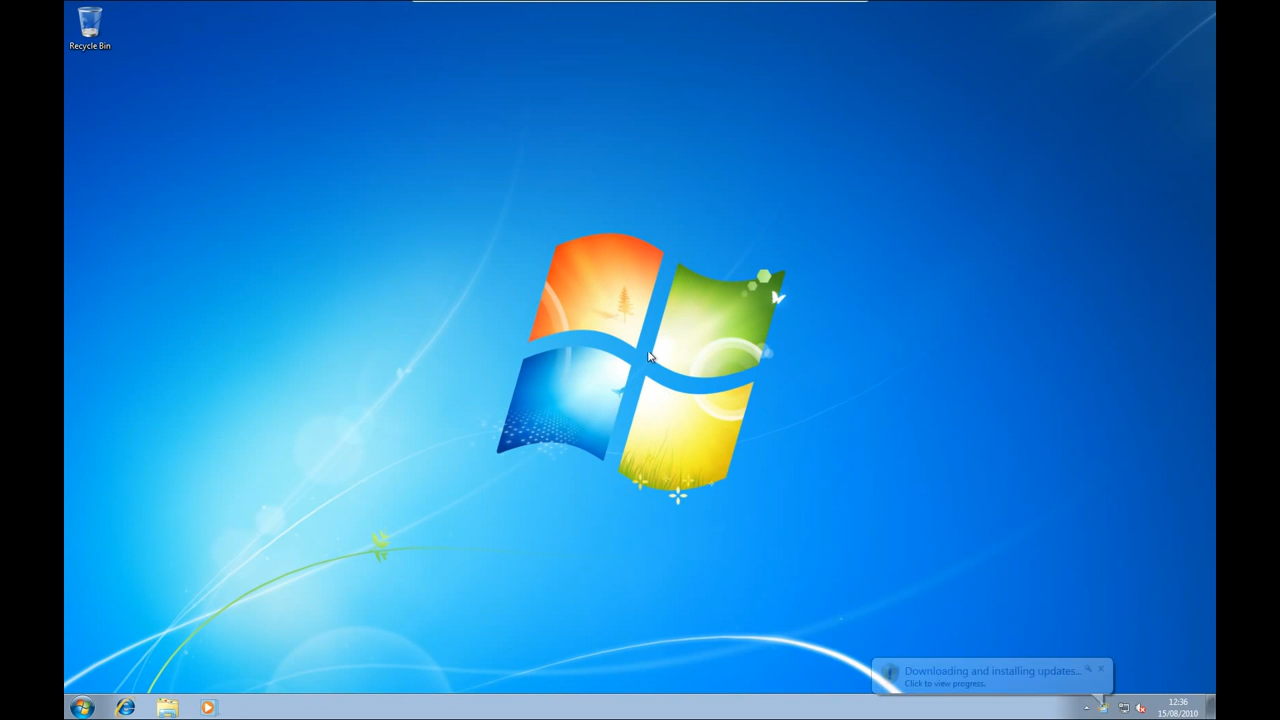 Recycle Bin
Downloading and installing updates...
Click to view progress.
12:36
15/08/2010